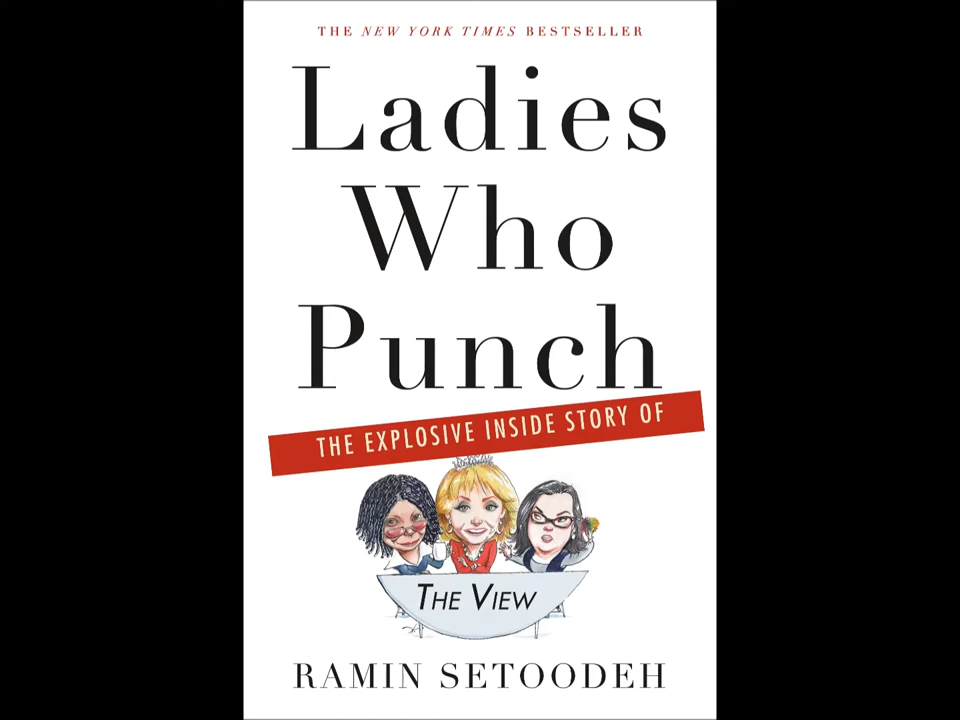 THE NEW YORK TIMES BESTSELLER
Ladies
Who
Punch
THE EXPLOSIVE INSIDE STORY OF
THE VIEW
RAMIN SETOODEH